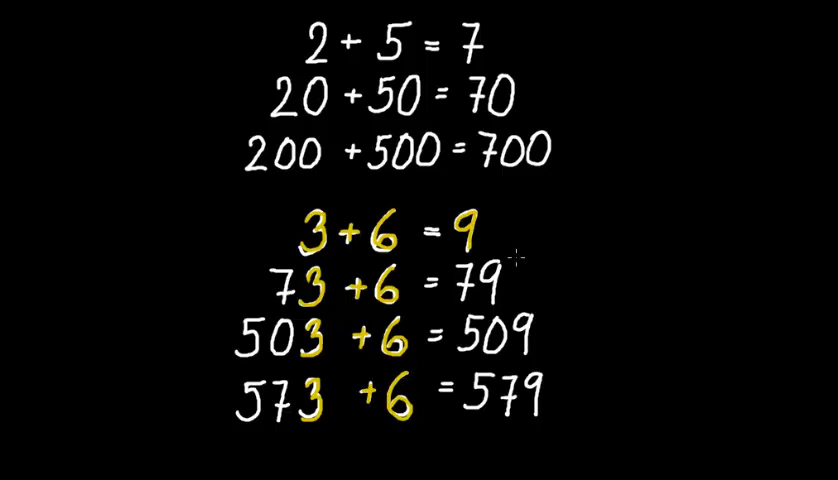 2 + 5 = 7
20 + 50 = 70
200 + 500 = 700
3 + 6 = 9
73 + 6 = 79
503 + 6 = 509
573 + 6 = 579